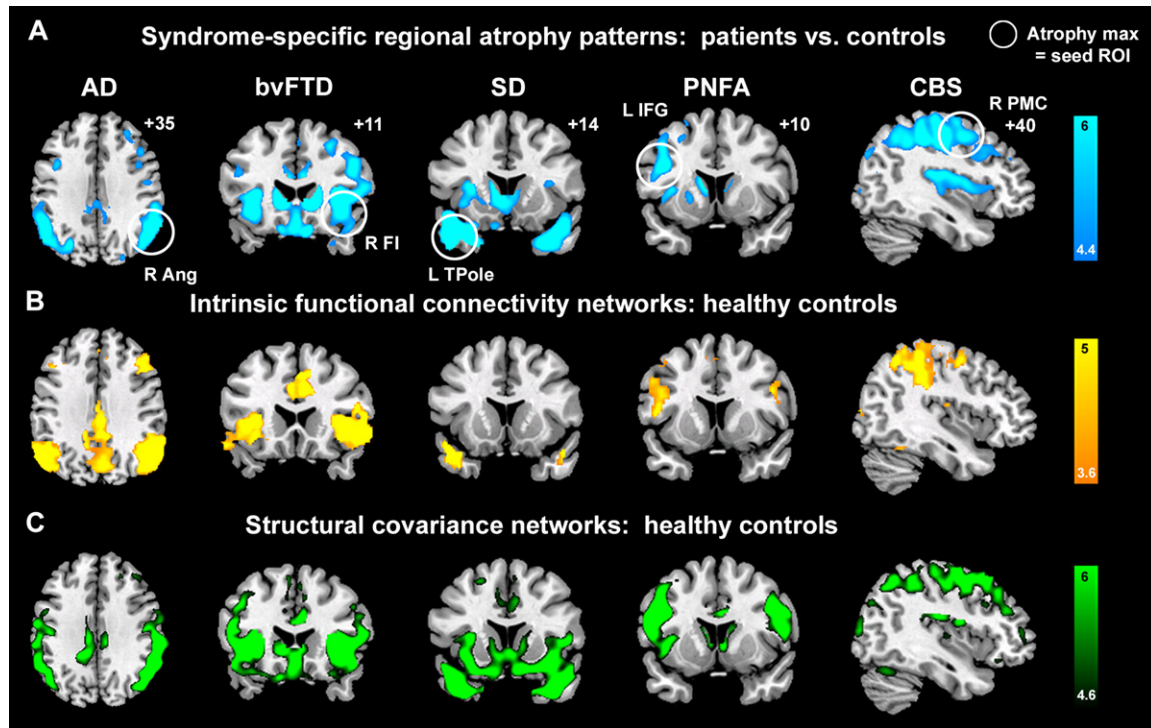 A
Syndrome-specific regional atrophy patterns: patients vs. controls
Atrophy max
= seed ROI
AD
bvFTD
SD
PNFA
CBS
+35
+11
+14
L IFG
+10
R PMC
+40
6
R Ang
R FI
L TPole
4.4
B
Intrinsic functional connectivity networks: healthy controls
5
3.6
C
Structural covariance networks: healthy controls
6
4.6